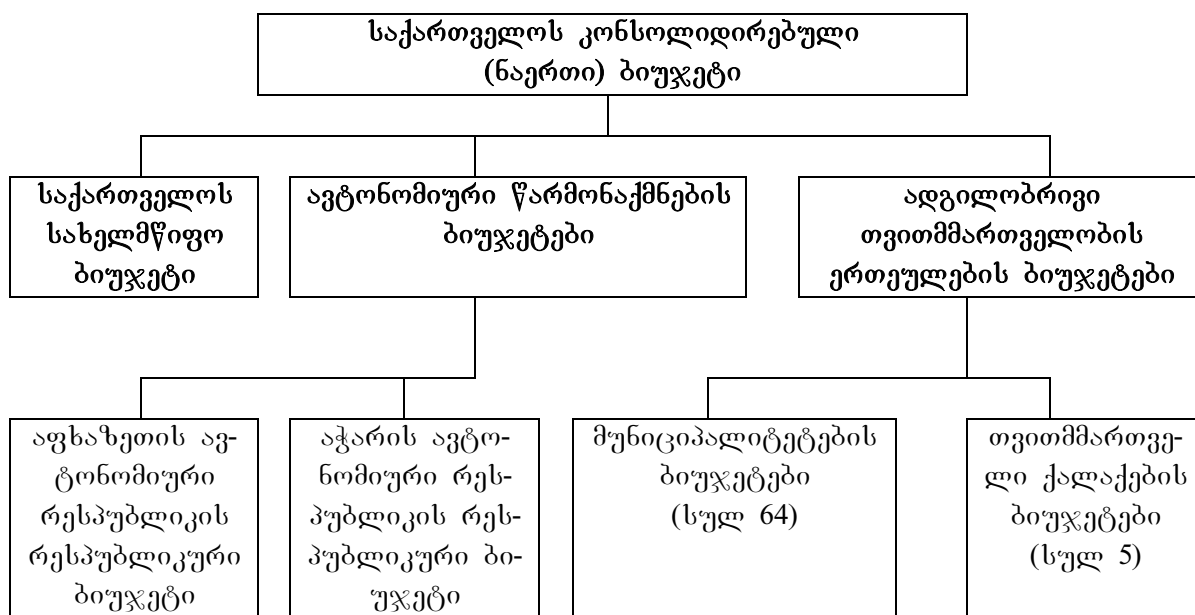 საქართველოს კონსოლიდირებული
(ნაერთი) ბიუჯეტი
საქართველოს
სახელმწიფო
ბიუჯეტი
ავტონომიური წარმონაქმნების
ბიუჯეტები
ადგილობრივი
თვითმმართველობის
ერთეულების ბიუჯეტები
აფხაზეთის ავ-
ტონომიური
რესპუბლიკის
რესპუბლიკური
ბიუჯეტი
აჭარის ავტო-
ნომიური რეს-
პუბლიკის რეს-
პუბლიკური ბი-
უჯეტი
მუნიციპალიტეტების
ბიუჯეტები
(სულ 64)
თვითმმართვე-
ლი ქალაქების
ბიუჯეტები
(სულ 5)